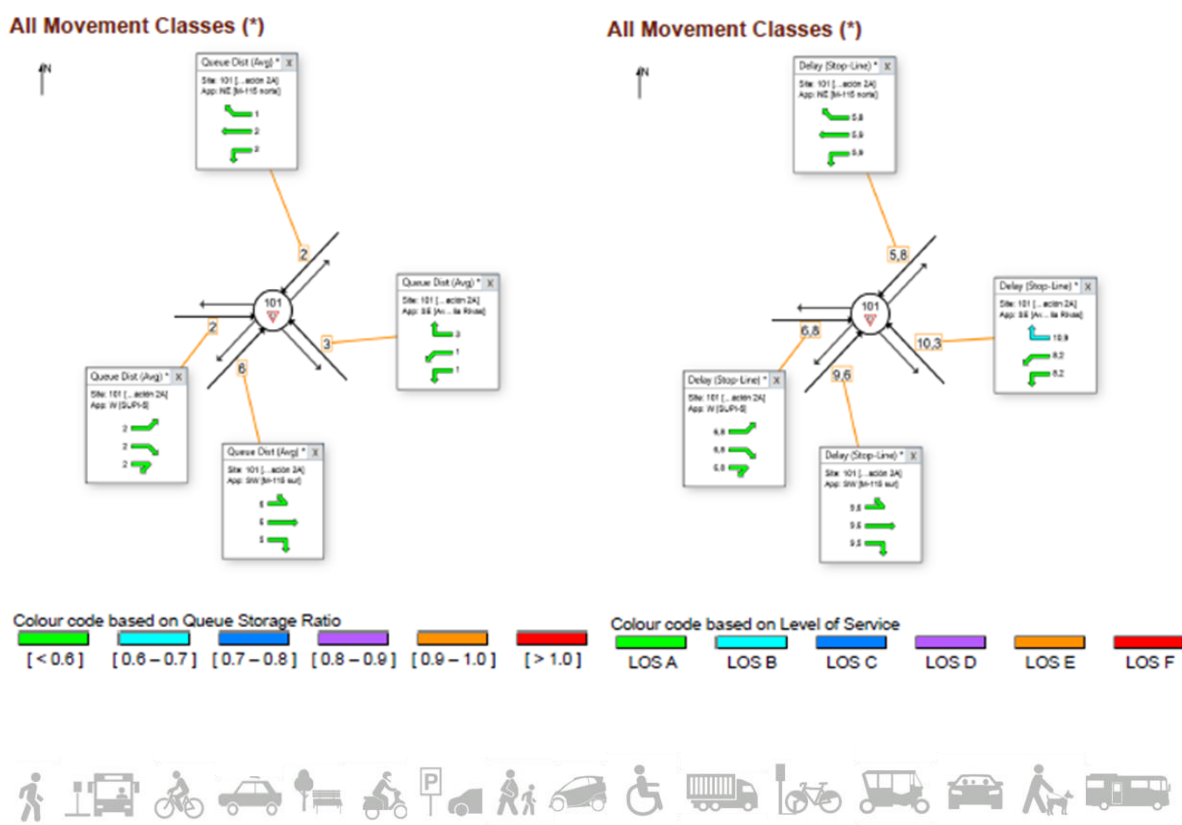 All Movement Classes (*)
N
Queue Dist (Avg) * X
Site: 101 [...ación 2A]
App: NE [M-115 norte]
1
2
2
2
101
Queue Dist (Avg) * X
Site: 101 [...ación 2A]
App: SE [Av... lia Rivas]
3
1
1
3
2
6
Queue Dist (Avg) * X
Site: 101 [...ación 2A]
App: W [SUPI-5]
2
2
2
Queue Dist (Avg) * X
Site: 101 [...ación 2A]
App: SW [M-115 sur]
Colour code based on Queue Storage Ratio
[ < 0.6 ] [ 0.6 – 0.7 ] [ 0.7 – 0.8 ] [ 0.8 – 0.9 ] [ 0.9 – 1.0 ] [ > 1.0 ]
All Movement Classes (*)
N
Delay (Stop-Line) * X
Site: 101 [...ación 2A]
App: NE [M-115 norte]
5,8
5,9
5,9
5,8
101
Delay (Stop-Line) * X
Site: 101 [...ación 2A]
App: SE [Av... lia Rivas]
10,9
8,2
8,2
10,3
6,8
9,6
Delay (Stop-Line) * X
Site: 101 [...ación 2A]
App: W [SUPI-5]
6,8
6,8
6,8
Delay (Stop-Line) * X
Site: 101 [...ación 2A]
App: SW [M-115 sur]
Colour code based on Level of Service
LOS A LOS B LOS C LOS D LOS E LOS F
P